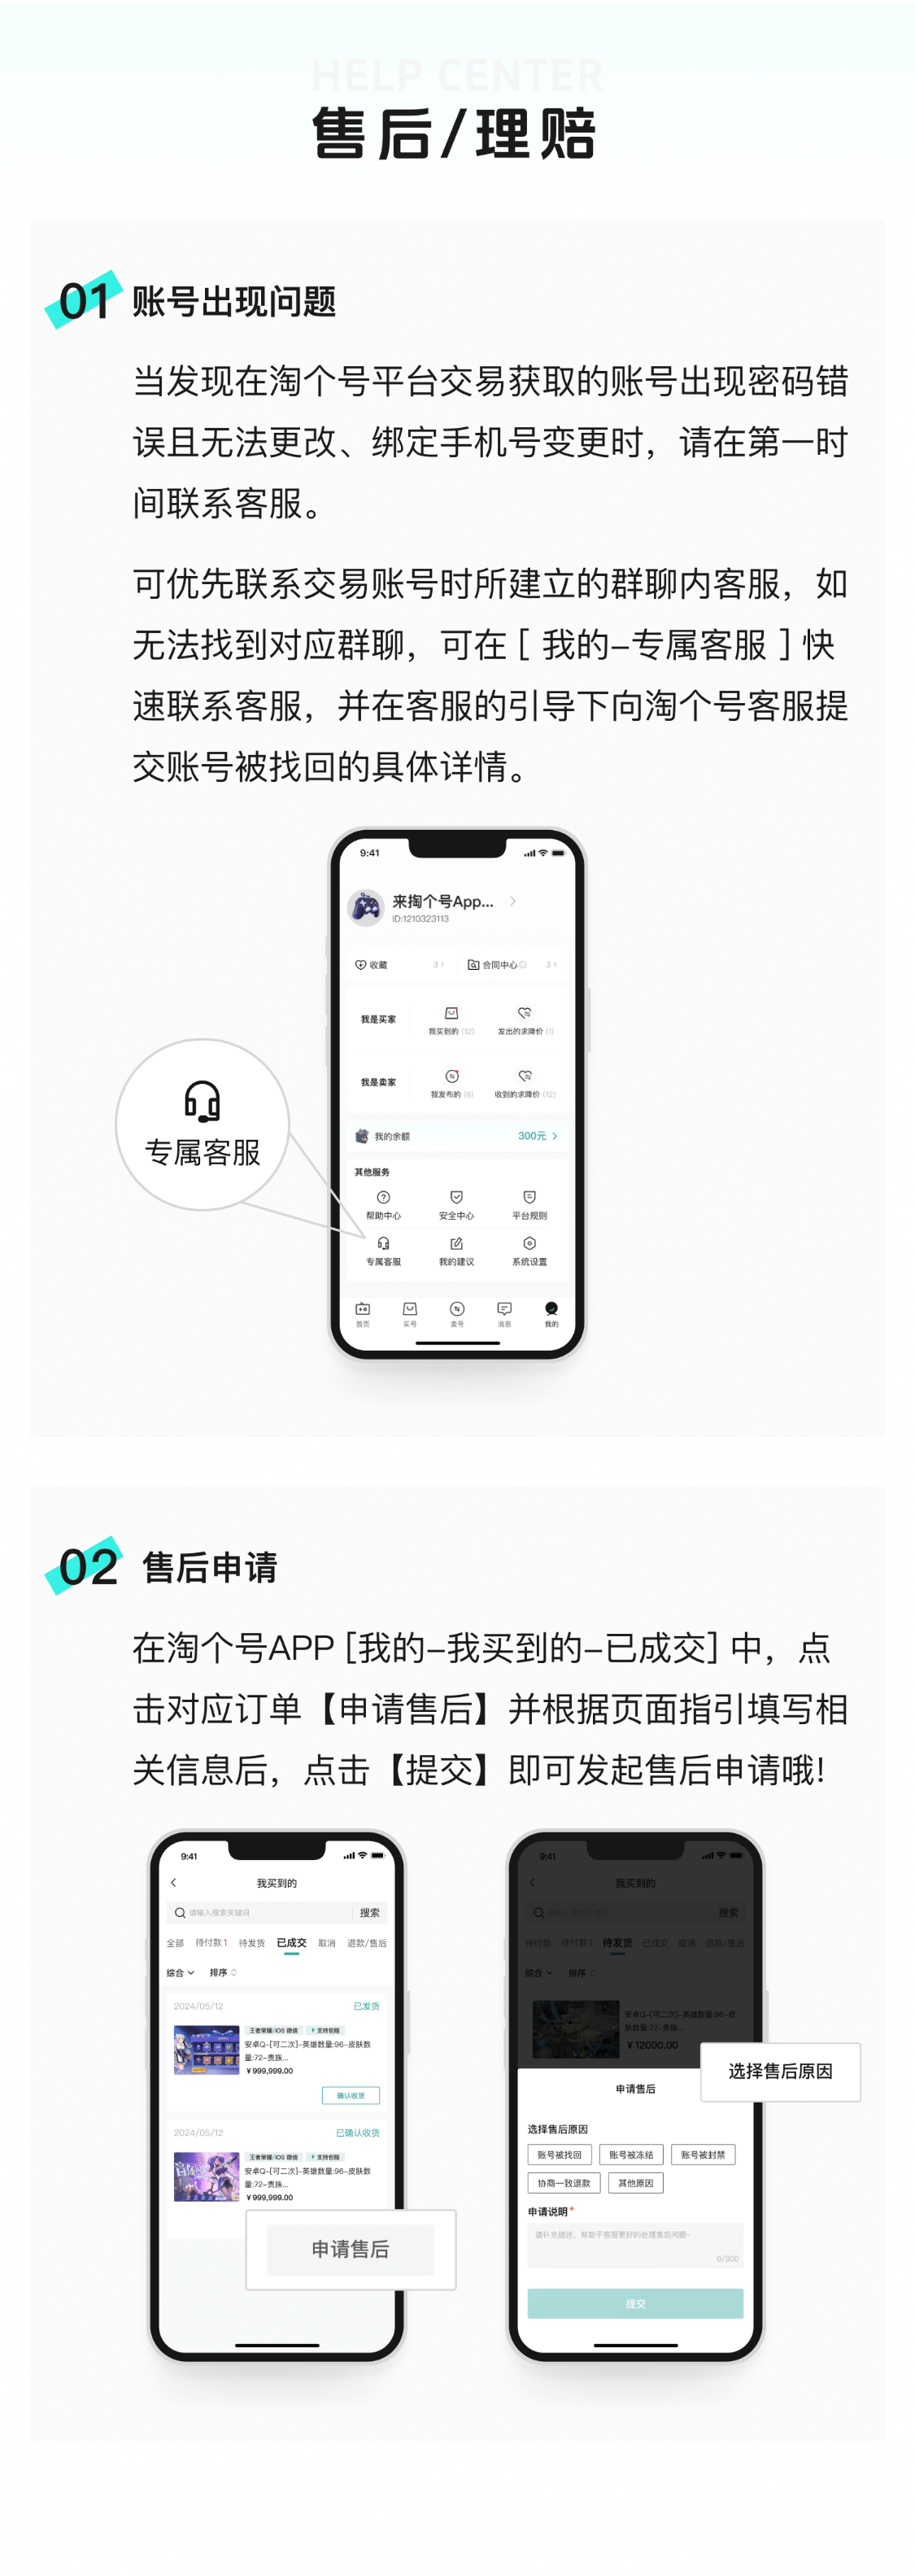 HELP CENTER
售后/理赔
01 账号出现问题
当发现在淘个号平台交易获取的账号出现密码错
误且无法更改、绑定手机号变更时，请在第一时
间联系客服。
可优先联系交易账号时所建立的群聊内客服，如
无法找到对应群聊，可在 [ 我的-专属客服 ] 快
速联系客服，并在客服的引导下向淘个号客服提
交账号被找回的具体详情。
9:41
来掏个号App...
ID:1210323113
收藏 3 合同中心 3
我是买家 我买到的 (12) 发出的求降价 (1)
我是卖家 我发布的 (6) 收到的求降价 (12)
我的余额 300元
其他服务
帮助中心 安全中心 平台规则
专属客服 我的建议 系统设置
首页 买号 卖号 消息 我的
专属客服
02 售后申请
在淘个号APP [我的-我买到的-已成交] 中，点
击对应订单【申请售后】并根据页面指引填写相
关信息后，点击【提交】即可发起售后申请哦!
9:41
我买到的
请输入搜索关键词 搜索
全部 待付款 1 待发货 已成交 取消 退款/售后
综合 排序
2024/05/12 已发货
王者荣耀/iOS 微信 支持包赔
安卓Q-[可二次]-英雄数量:96-皮肤数
量:72-贵族...
¥999,999.00
确认收货
2024/05/12 已确认收货
王者荣耀/iOS 微信 支持包赔
安卓Q-[可二次]-英雄数量:96-皮肤数
量:72-贵族...
¥999,999.00
申请售后
9:41
我买到的
搜索
待付款 待付款 1 待发货 已成交 取消 退款/售后
综合 排序
安卓Q-[可二次]-英雄数量:96-皮
肤数量:72-贵族...
¥12000.00
选择售后原因
申请售后
选择售后原因
账号被找回 账号被冻结 账号被封禁
协商一致退款 其他原因
申请说明*
请补充描述，有助于客服更好的处理售后问题~
0/300
提交